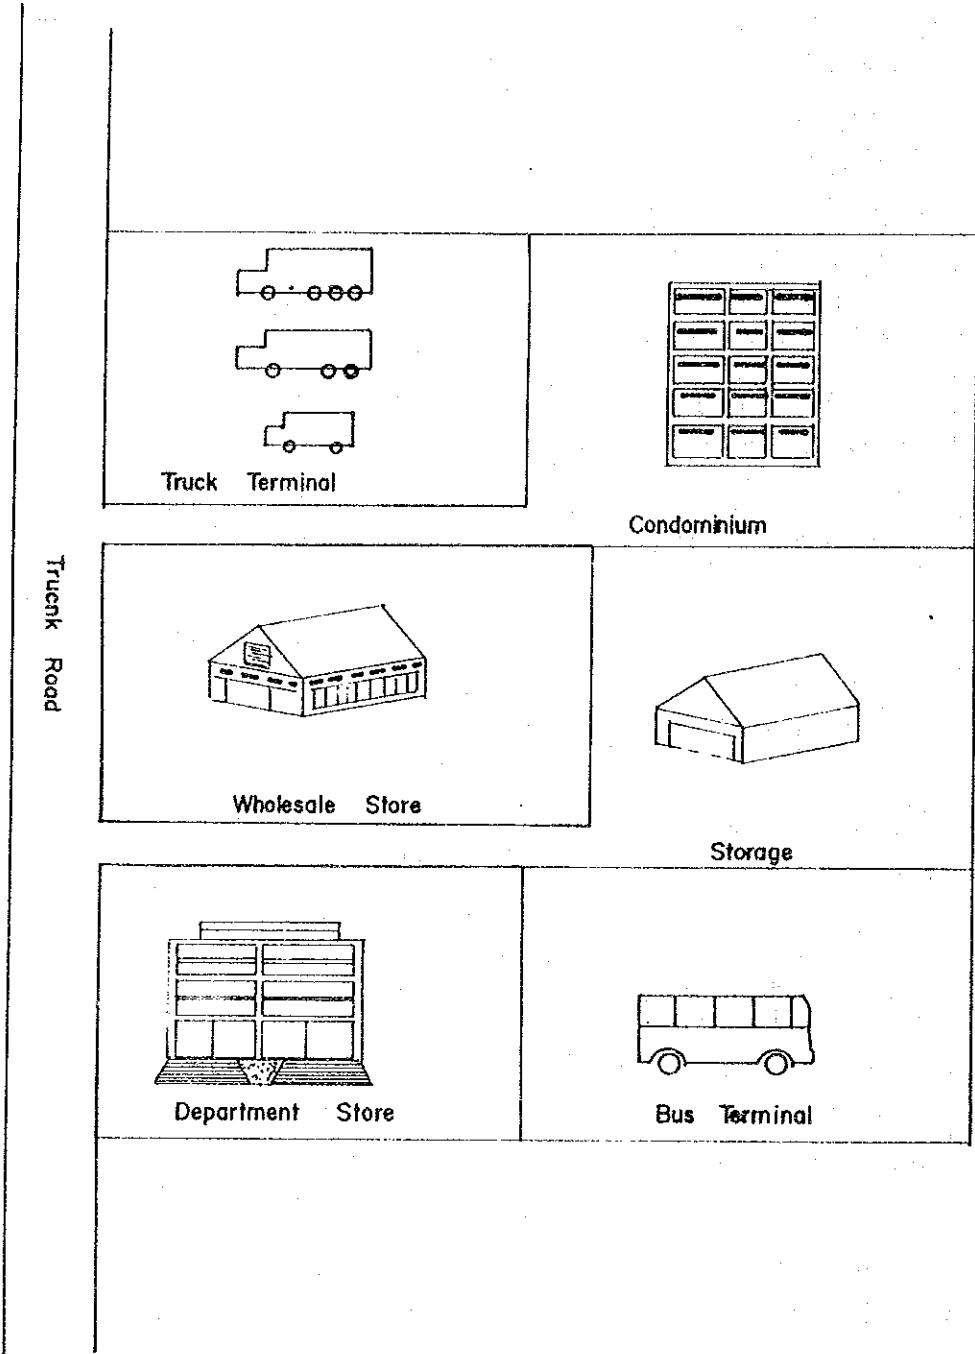 Truck Terminal
Condominium
Trucnk Road
Wholesale Store
Storage
Department Store
Bus Terminal